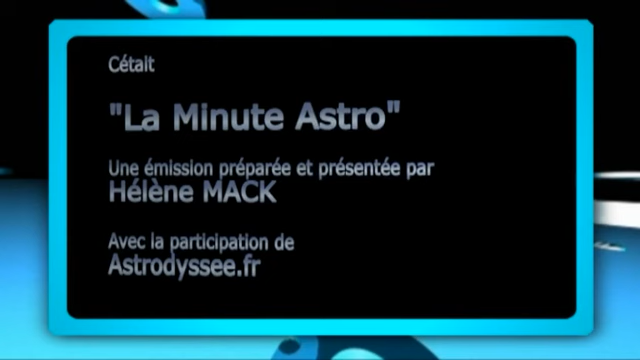 Cétait
"La Minute Astro"
Une émission préparée et présentée par
Hélène MACK
Avec la participation de
Astrodyssee.fr